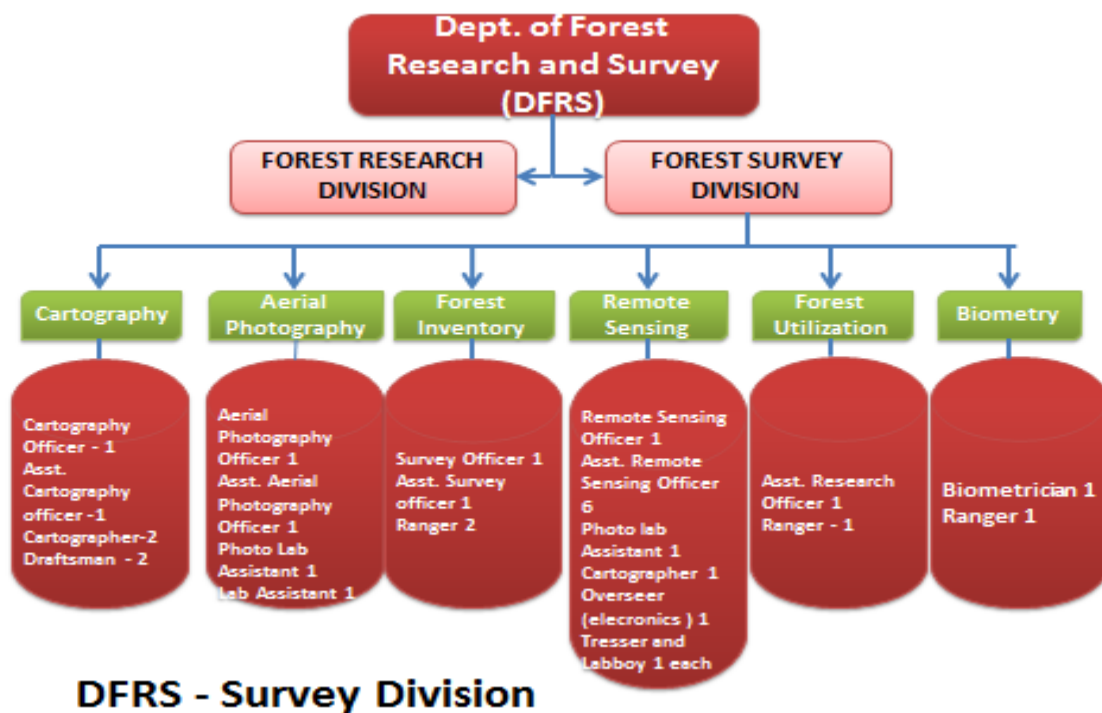 Dept. of Forest
Research and Survey
(DFRS)
FOREST RESEARCH
DIVISION
FOREST SURVEY
DIVISION
Cartography
Aerial
Photography
Forest
Inventory
Remote
Sensing
Forest
Utilization
Biometry
Cartography
Officer - 1
Asst.
Cartography
officer -1
Cartographer-2
Draftsman - 2
Aerial
Photography
Officer 1
Asst. Aerial
Photography
Officer 1
Photo Lab
Assistant 1
Lab Assistant 1
Survey Officer 1
Asst. Survey
officer 1
Ranger 2
Remote Sensing
Officer 1
Asst. Remote
Sensing Officer
6
Photo lab
Assistant 1
Cartographer 1
Overseer
(elecronics ) 1
Tresser and
Labboy 1 each
Asst. Research
Officer 1
Ranger - 1
Biometrician 1
Ranger 1
DFRS - Survey Division